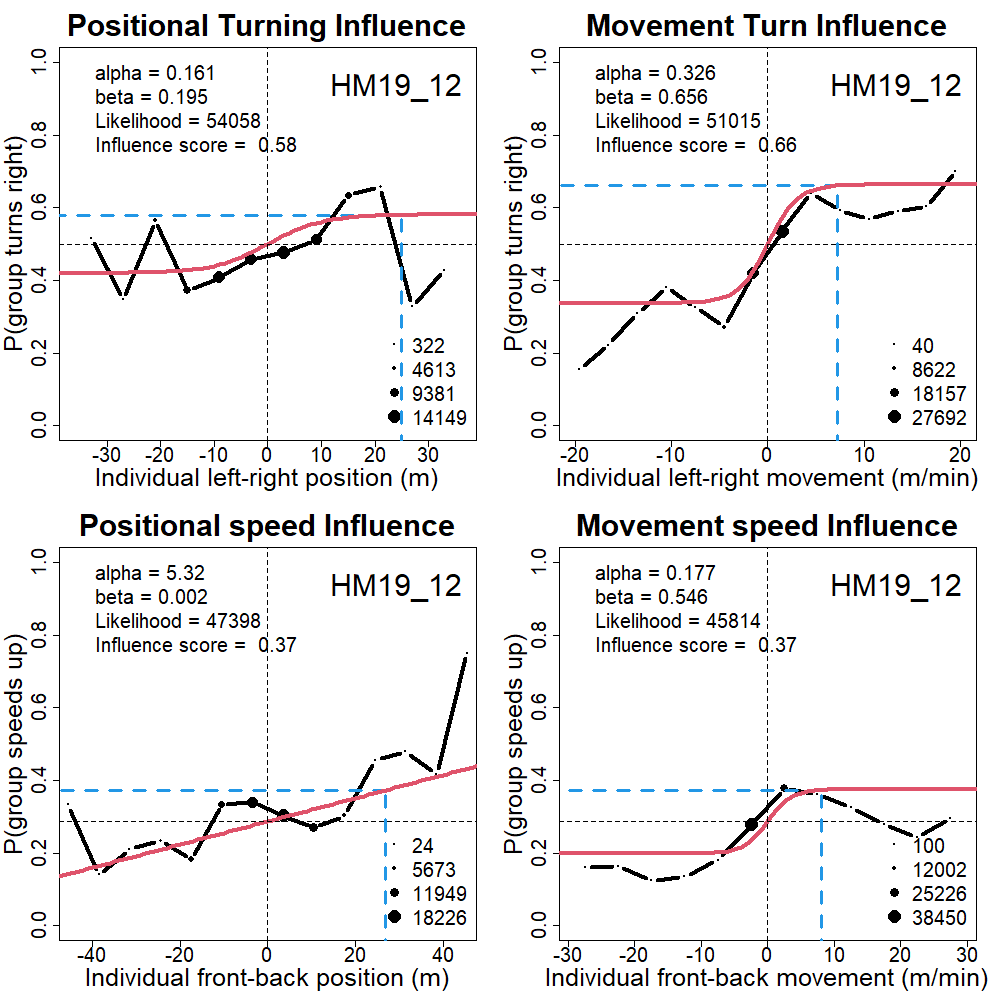 Positional Turning Influence
alpha = 0.161
beta = 0.195
Likelihood = 54058
Influence score =  0.58
HM19_12
P(group turns right)
1.0
0.8
0.6
0.4
0.2
0.0
322
4613
9381
14149
-30 -20 -10 0 10 20 30
Individual left-right position (m)
Movement Turn Influence
alpha = 0.326
beta = 0.656
Likelihood = 51015
Influence score =  0.66
HM19_12
P(group turns right)
1.0
0.8
0.6
0.4
0.2
0.0
40
8622
18157
27692
-20 -10 0 10 20
Individual left-right movement (m/min)
Positional speed Influence
alpha = 5.32
beta = 0.002
Likelihood = 47398
Influence score =  0.37
HM19_12
P(group speeds up)
1.0
0.8
0.6
0.4
0.2
0.0
24
5673
11949
18226
-40 -20 0 20 40
Individual front-back position (m)
Movement speed Influence
alpha = 0.177
beta = 0.546
Likelihood = 45814
Influence score =  0.37
HM19_12
P(group speeds up)
1.0
0.8
0.6
0.4
0.2
0.0
100
12002
25226
38450
-30 -20 -10 0 10 20 30
Individual front-back movement (m/min)